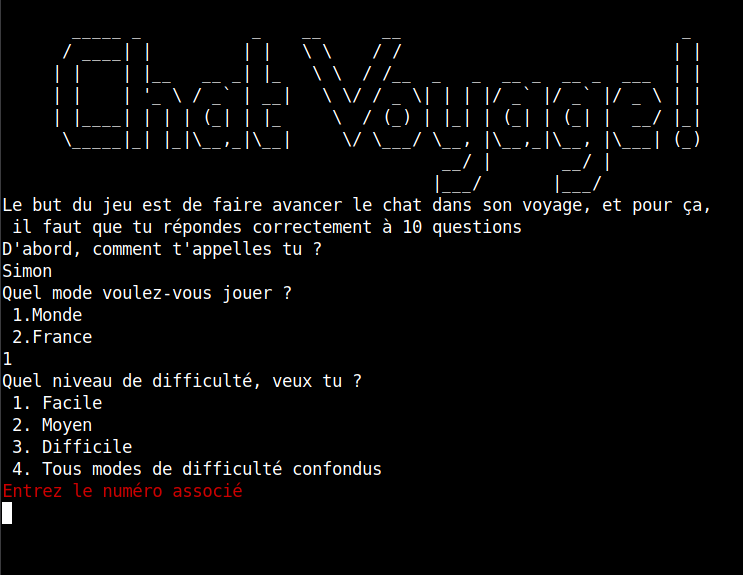 Chat Voyage!
Le but du jeu est de faire avancer le chat dans son voyage, et pour ça,
il faut que tu répondes correctement à 10 questions
D'abord, comment t'appelles tu ?
Simon
Quel mode voulez-vous jouer ?
1.Monde
2.France
1
Quel niveau de difficulté, veux tu ?
1. Facile
2. Moyen
3. Difficile
4. Tous modes de difficulté confondus
Entrez le numéro associé